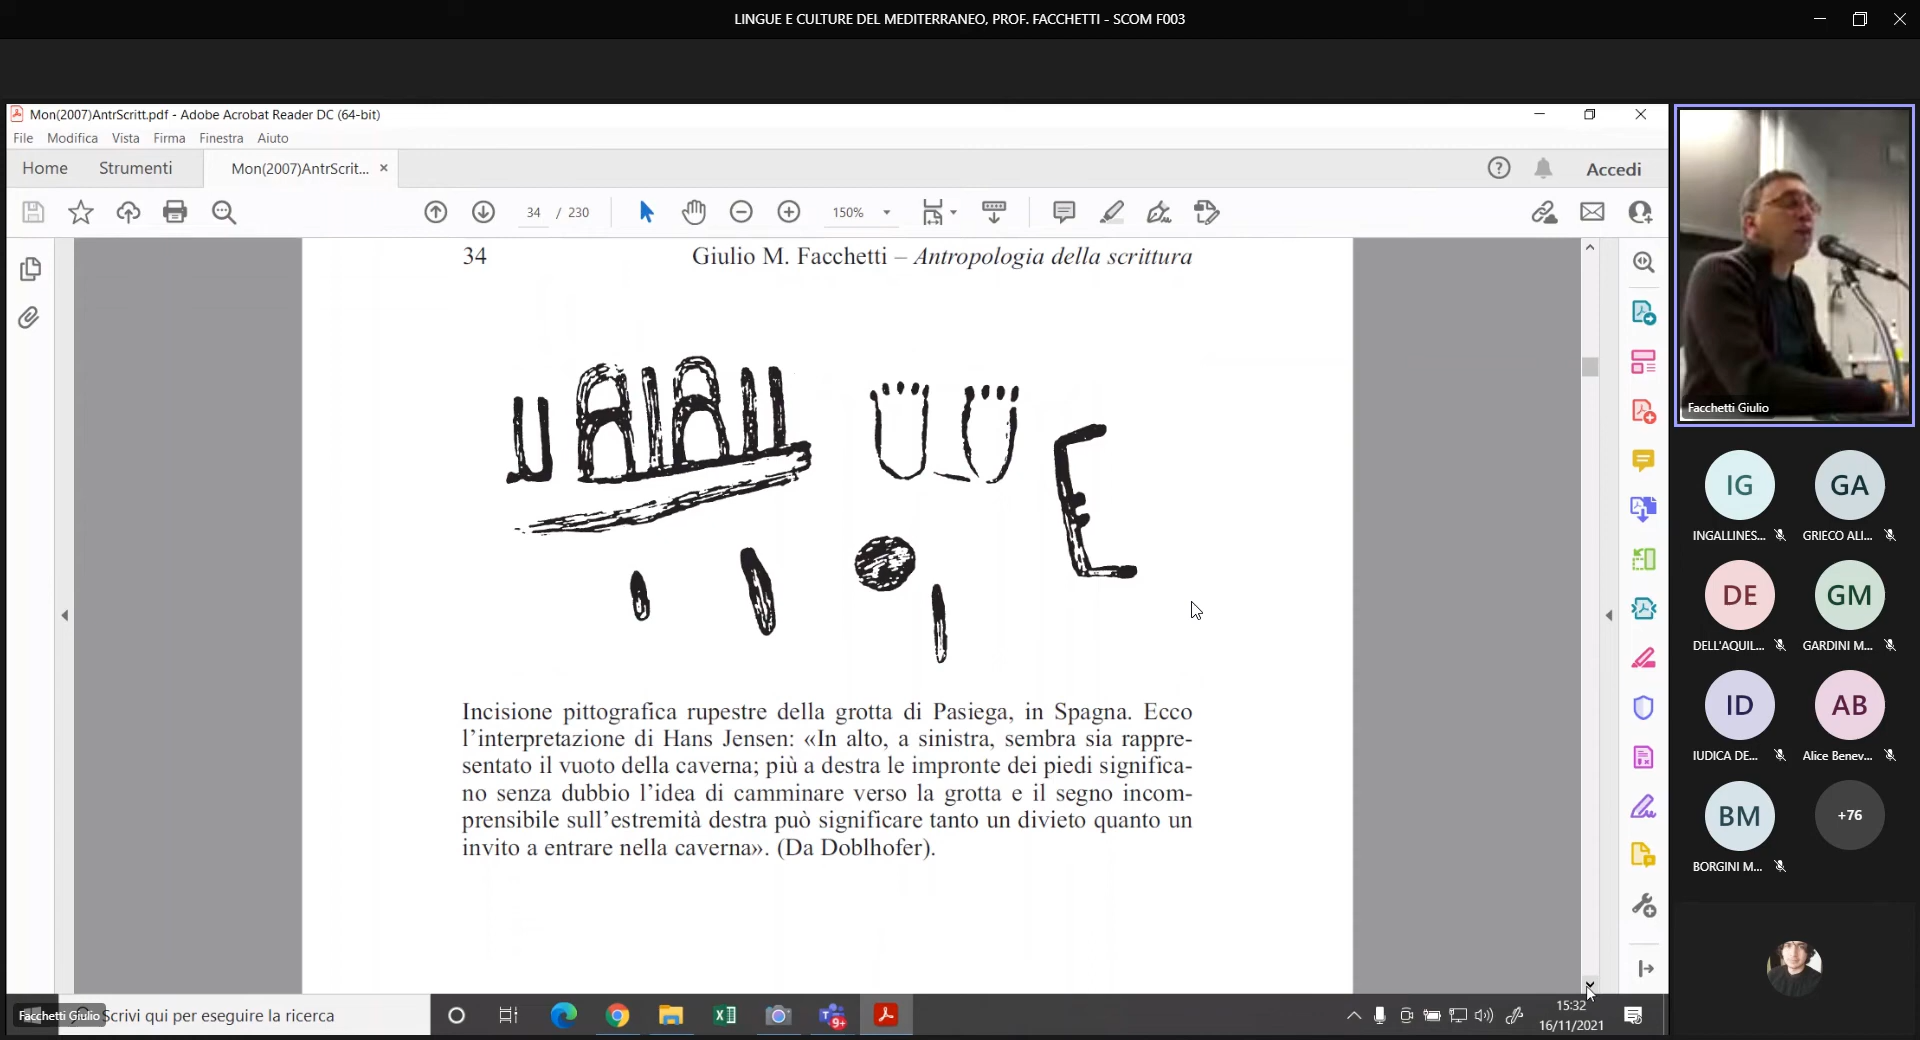 LINGUE E CULTURE DEL MEDITERRANEO, PROF. FACCHETTI - SCOM F003
Mon(2007)AntrScritt.pdf - Adobe Acrobat Reader DC (64-bit)
File Modifica Vista Firma Finestra Aiuto
Home Strumenti Mon(2007)AntrScrit... × Accedi
34 / 230 150%
34 Giulio M. Facchetti – Antropologia della scrittura
Incisione pittografica rupestre della grotta di Pasiega, in Spagna. Ecco
l'interpretazione di Hans Jensen: «In alto, a sinistra, sembra sia rappre-
sentato il vuoto della caverna; più a destra le impronte dei piedi significa-
no senza dubbio l'idea di camminare verso la grotta e il segno incom-
prensibile sull'estremità destra può significare tanto un divieto quanto un
invito a entrare nella caverna». (Da Doblhofer).
Facchetti Giulio
IG GA
INGALLINES... GRIECO ALI...
DE GM
DELL'AQUIL... GARDINI M...
ID AB
IUDICA DE... Alice Benev...
BM +76
BORGINI M...
Facchetti Giulio
Scrivi qui per eseguire la ricerca
9+
15:32
16/11/2021